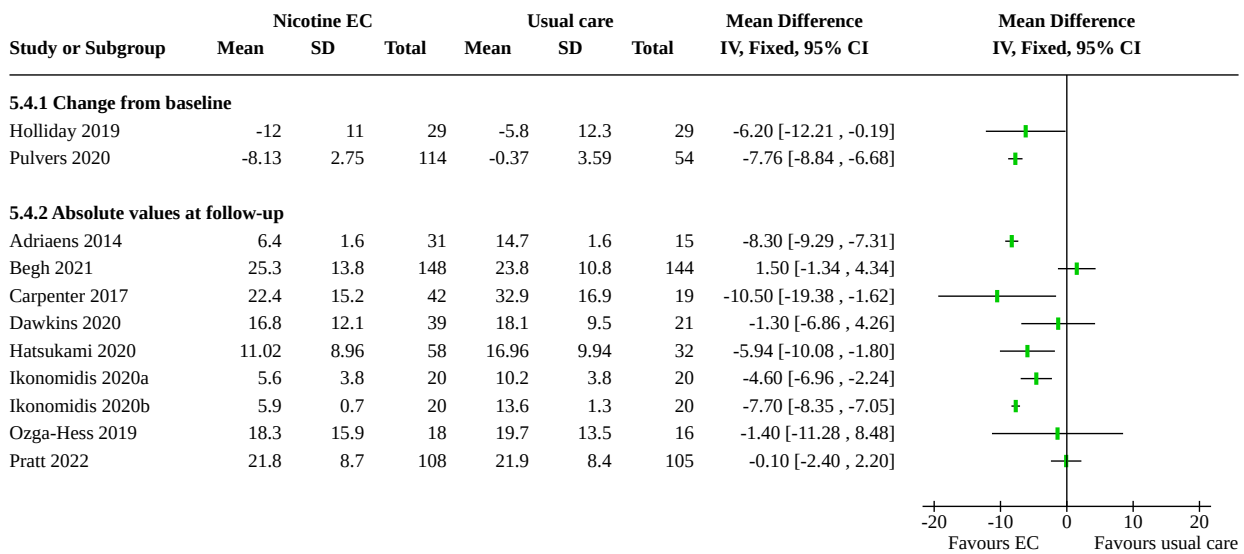 Nicotine EC Usual care Mean Difference Mean Difference
Study or Subgroup Mean SD Total Mean SD Total IV, Fixed, 95% CI IV, Fixed, 95% CI
5.4.1 Change from baseline
Holliday 2019 -12 11 29 -5.8 12.3 29 -6.20 [-12.21 , -0.19]
Pulvers 2020 -8.13 2.75 114 -0.37 3.59 54 -7.76 [-8.84 , -6.68]
5.4.2 Absolute values at follow-up
Adriaens 2014 6.4 1.6 31 14.7 1.6 15 -8.30 [-9.29 , -7.31]
Begh 2021 25.3 13.8 148 23.8 10.8 144 1.50 [-1.34 , 4.34]
Carpenter 2017 22.4 15.2 42 32.9 16.9 19 -10.50 [-19.38 , -1.62]
Dawkins 2020 16.8 12.1 39 18.1 9.5 21 -1.30 [-6.86 , 4.26]
Hatsukami 2020 11.02 8.96 58 16.96 9.94 32 -5.94 [-10.08 , -1.80]
Ikonomidis 2020a 5.6 3.8 20 10.2 3.8 20 -4.60 [-6.96 , -2.24]
Ikonomidis 2020b 5.9 0.7 20 13.6 1.3 20 -7.70 [-8.35 , -7.05]
Ozga-Hess 2019 18.3 15.9 18 19.7 13.5 16 -1.40 [-11.28 , 8.48]
Pratt 2022 21.8 8.7 108 21.9 8.4 105 -0.10 [-2.40 , 2.20]
-20 -10 0 10 20
Favours EC Favours usual care